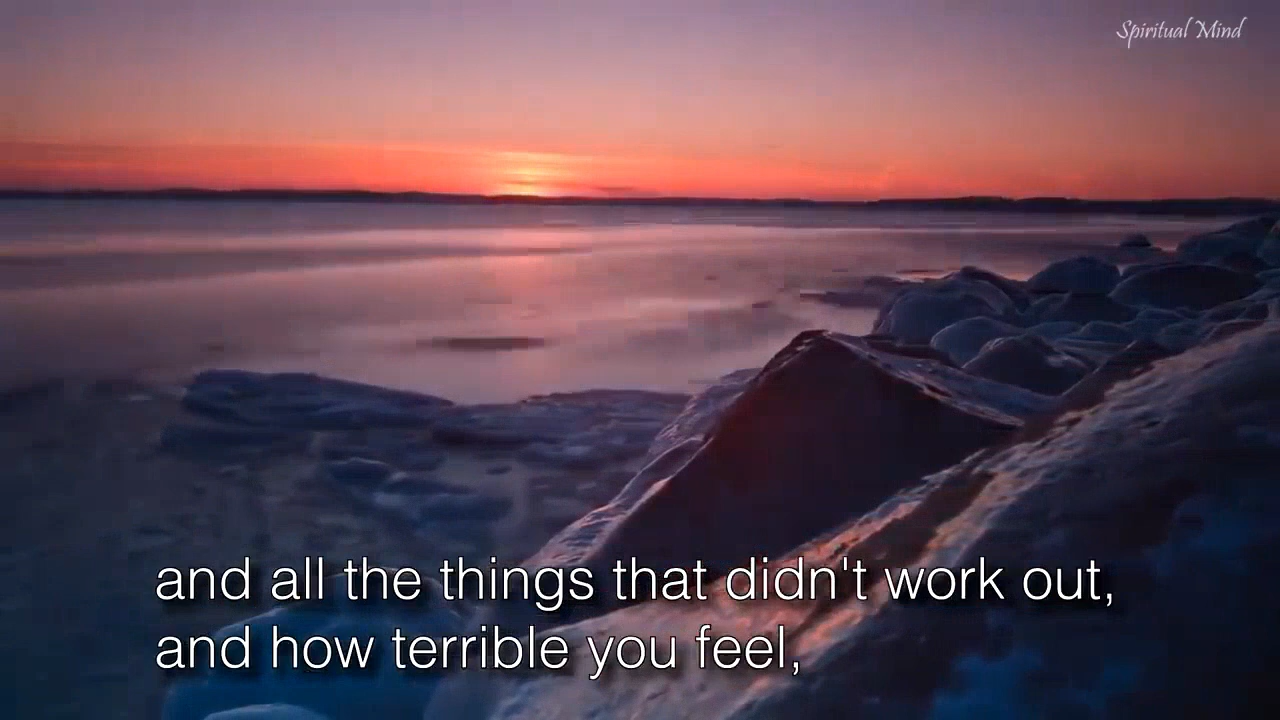 Spiritual Mind
and all the things that didn't work out,
and how terrible you feel,